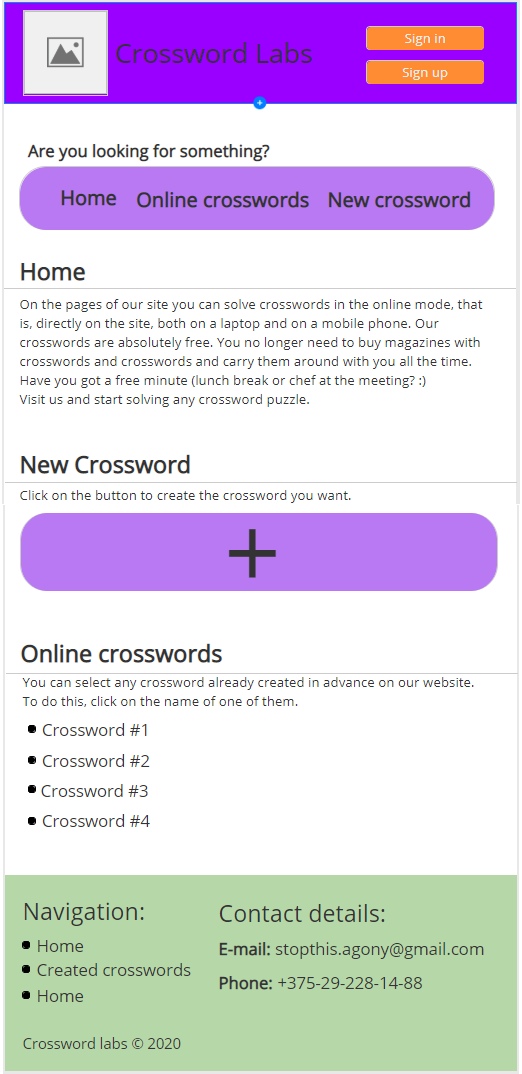 Crossword Labs
Sign in
Sign up
Are you looking for something?
Home
Online crosswords
New crossword
Home
On the pages of our site you can solve crosswords in the online mode, that
is, directly on the site, both on a laptop and on a mobile phone. Our
crosswords are absolutely free. You no longer need to buy magazines with
crosswords and crosswords and carry them around with you all the time.
Have you got a free minute (lunch break or chef at the meeting? :)
Visit us and start solving any crossword puzzle.
New Crossword
Click on the button to create the crossword you want.
Online crosswords
You can select any crossword already created in advance on our website.
To do this, click on the name of one of them.
Crossword #1
Crossword #2
Crossword #3
Crossword #4
Navigation:
Home
Created crosswords
Home
Contact details:
E-mail: stopthis.agony@gmail.com
Phone: +375-29-228-14-88
Crossword labs © 2020